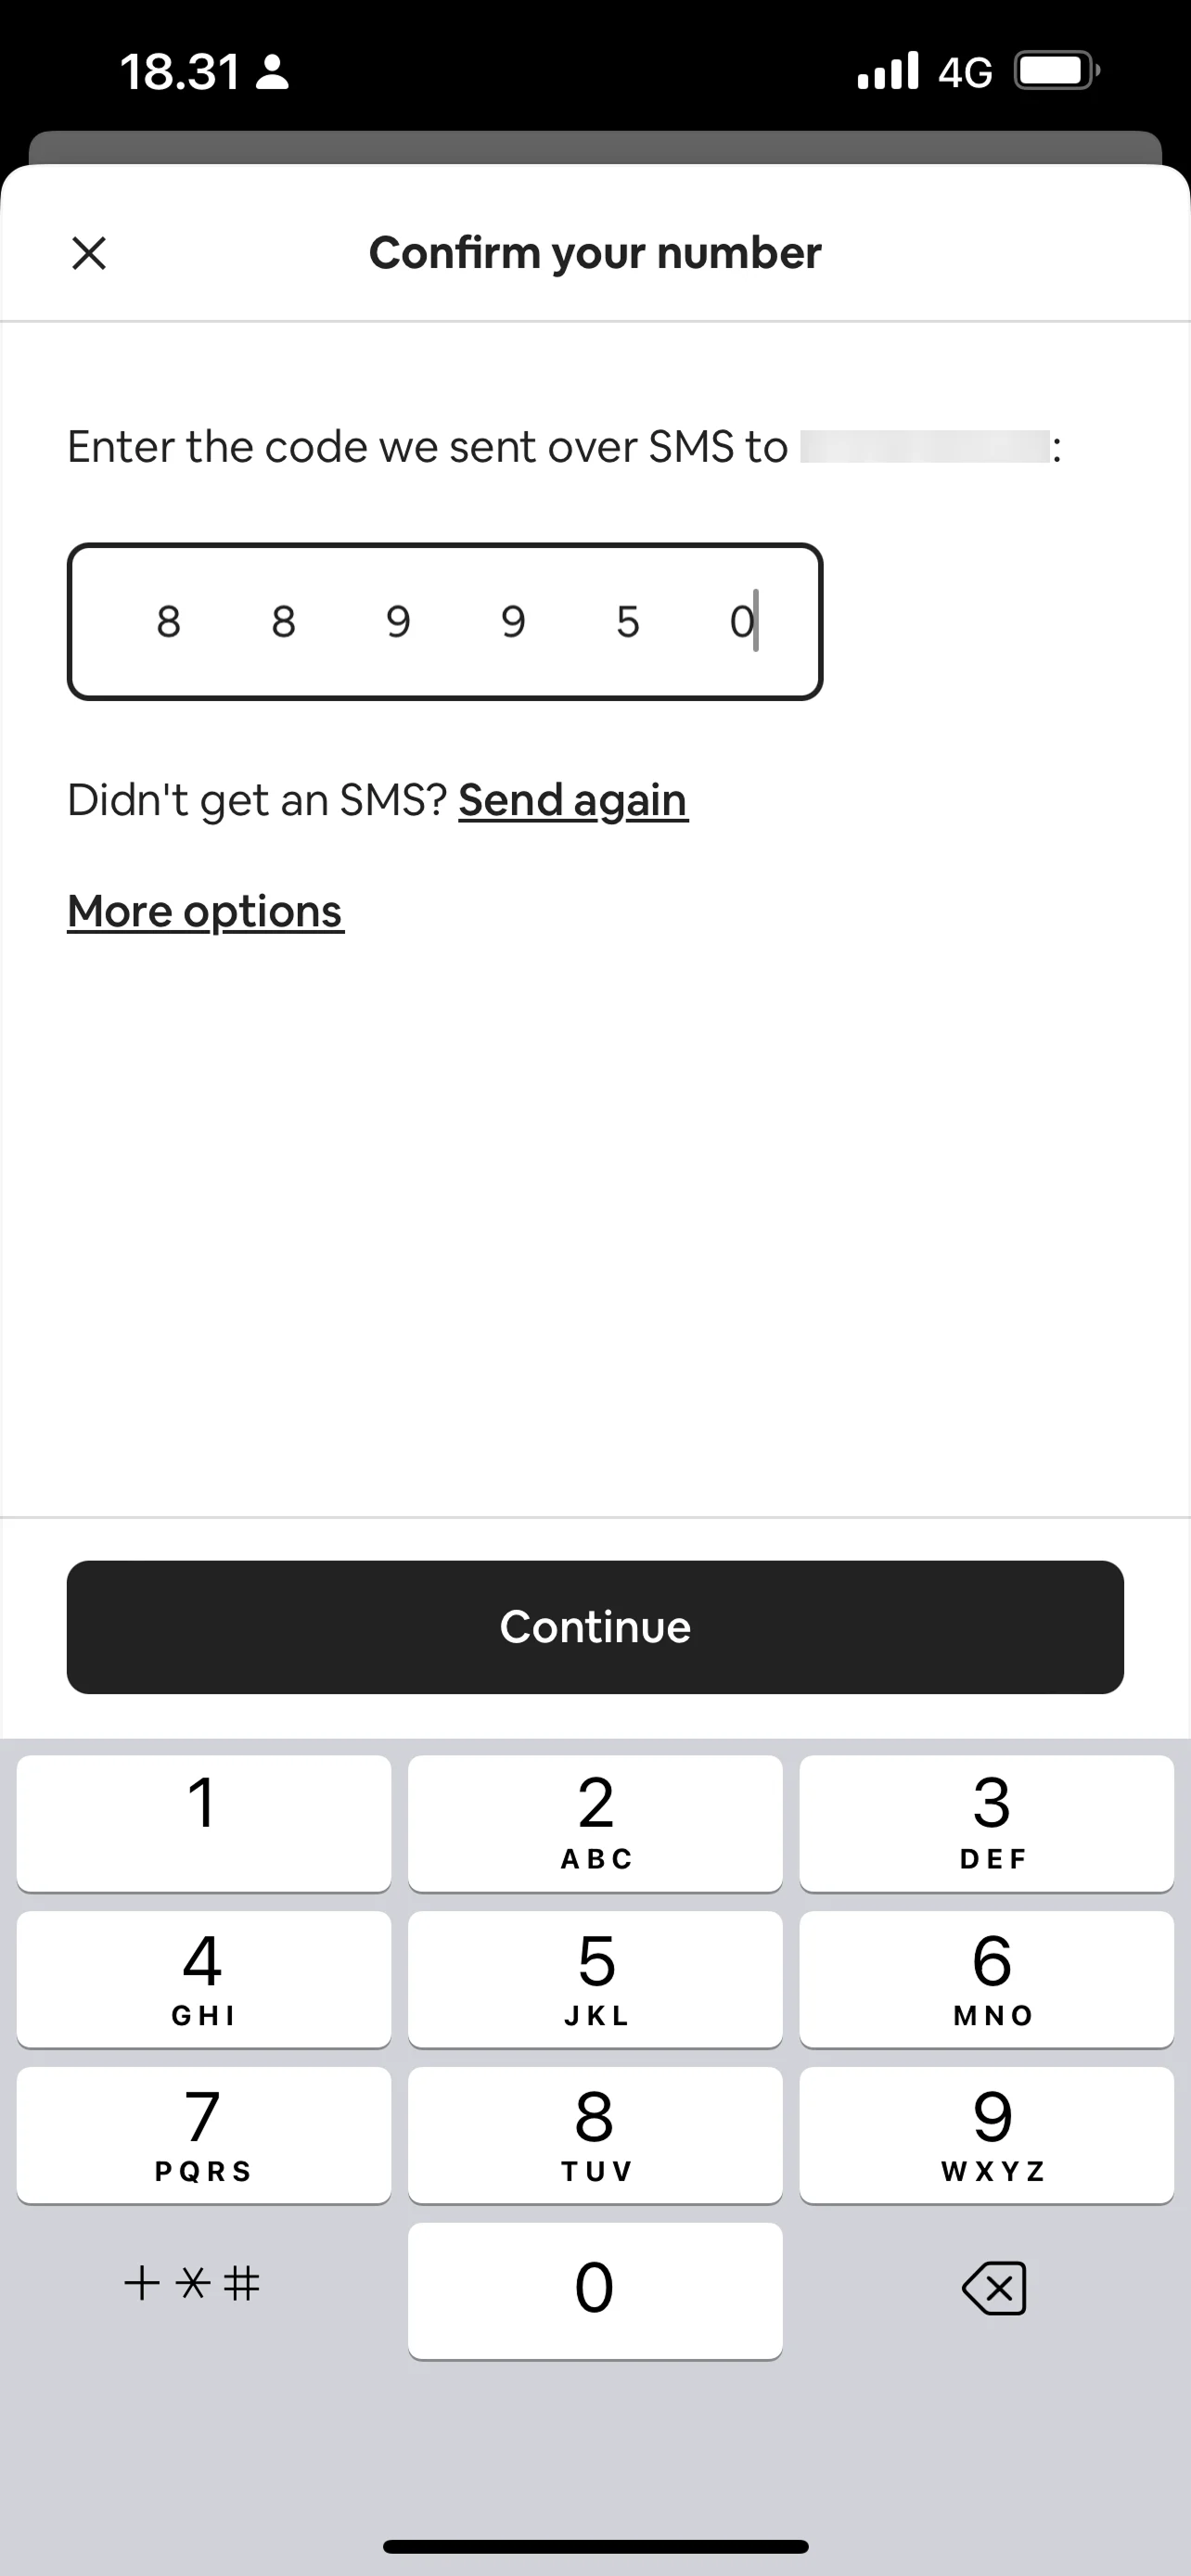 18.31
4G
Confirm your number
Enter the code we sent over SMS to :
8 8 9 9 5 0
Didn't get an SMS? Send again
More options
Continue
1 2 3
ABC DEF
4 5 6
GHI JKL MNO
7 8 9
PQRS TUV WXYZ
+*# 0